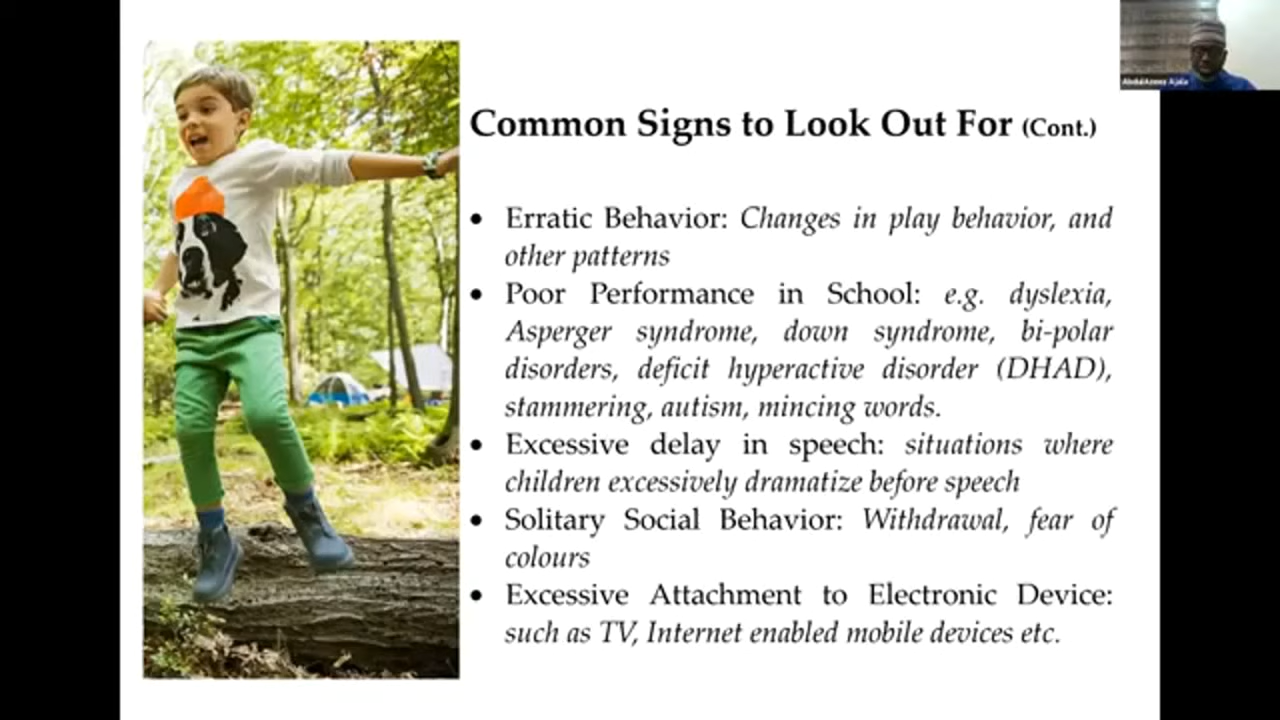 AbdulAzeez Ajala
Common Signs to Look Out For (Cont.)
• Erratic Behavior: Changes in play behavior, and
other patterns
• Poor Performance in School: e.g. dyslexia,
Asperger syndrome, down syndrome, bi-polar
disorders, deficit hyperactive disorder (DHAD),
stammering, autism, mincing words.
• Excessive delay in speech: situations where
children excessively dramatize before speech
• Solitary Social Behavior: Withdrawal, fear of
colours
• Excessive Attachment to Electronic Device:
such as TV, Internet enabled mobile devices etc.